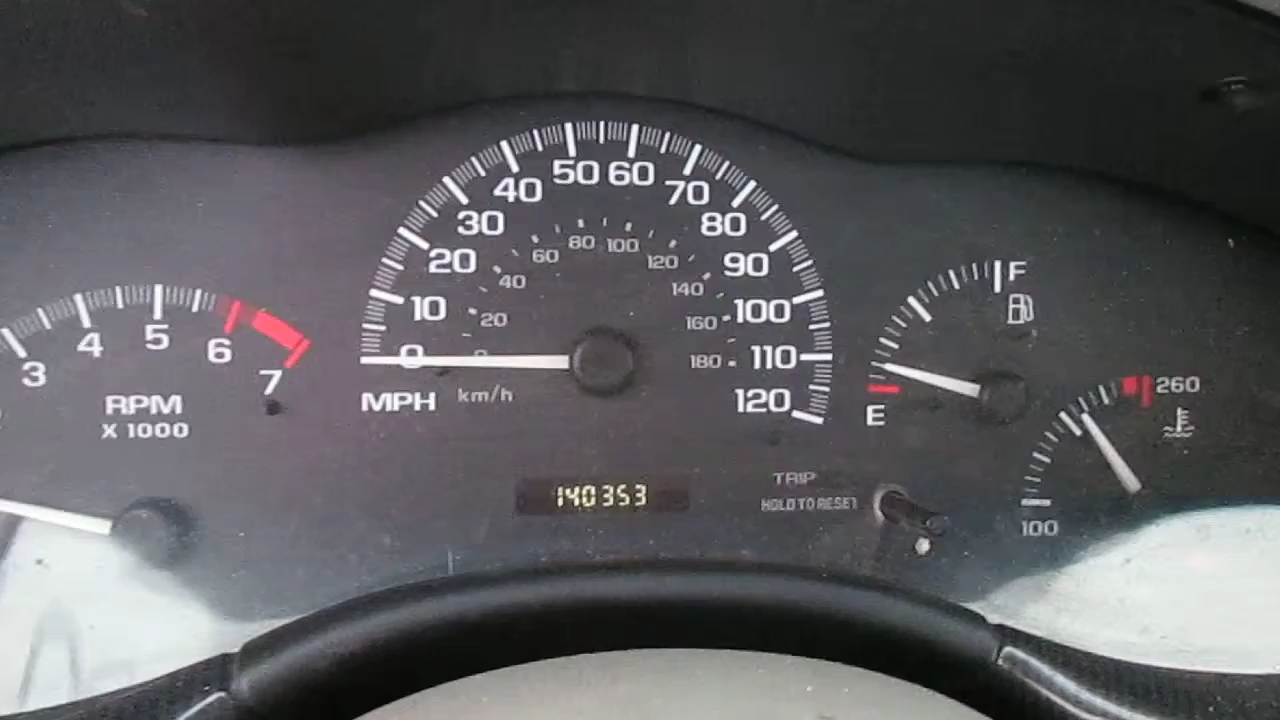 3 4 5 6 7
RPM
X 1000
0 10 20 30 40 50 60 70 80 90 100 110 120
20 40 60 80 100 120 140 160 180
MPH km/h
140353
TRIP
HOLD TO RESET
F
E
260
100